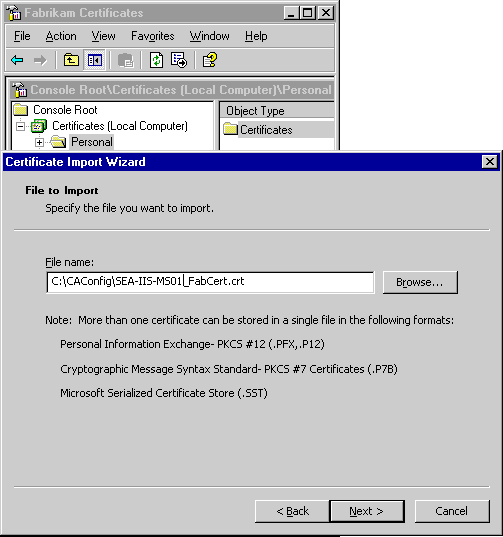 Fabrikam Certificates
File Action View Favorites Window Help
Console Root\Certificates (Local Computer)\Personal
Console Root
Object Type
Certificates (Local Computer)
Certificates
Personal
Certificate Import Wizard
File to Import
Specify the file you want to import.
File name:
C:\CAConfig\SEA-IIS-MS01_FabCert.crt
Browse...
Note: More than one certificate can be stored in a single file in the following formats:
Personal Information Exchange- PKCS #12 (.PFX,.P12)
Cryptographic Message Syntax Standard- PKCS #7 Certificates (.P7B)
Microsoft Serialized Certificate Store (.SST)
< Back Next > Cancel